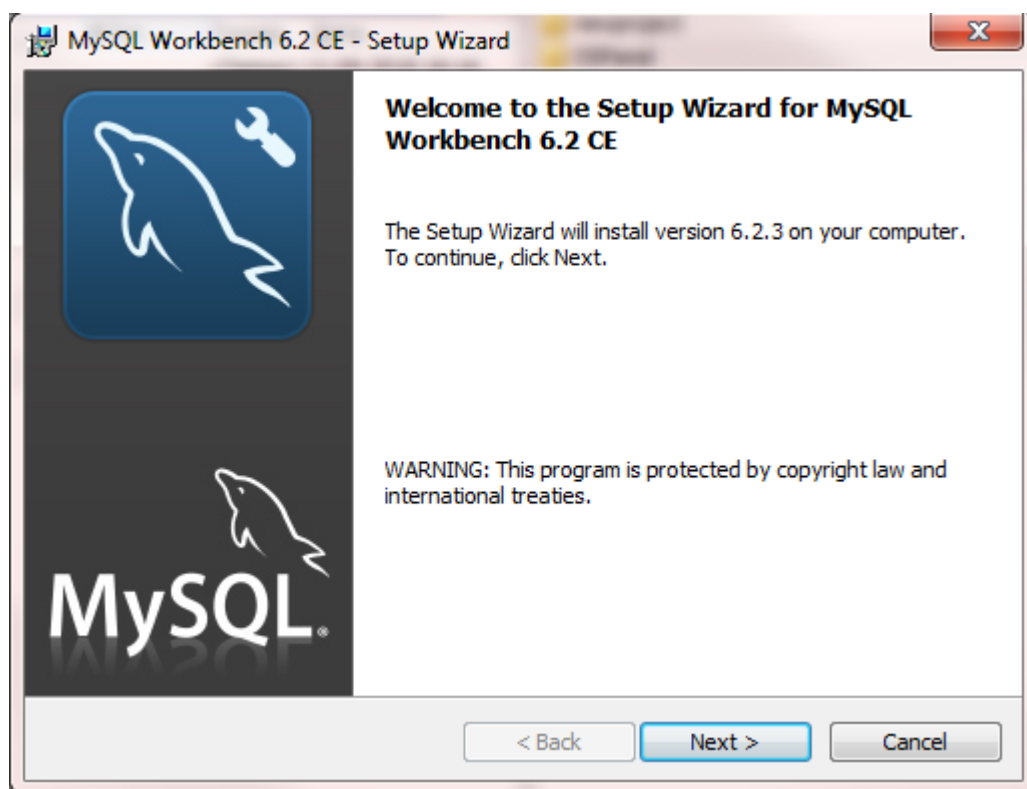 MySQL Workbench 6.2 CE - Setup Wizard
Welcome to the Setup Wizard for MySQL
Workbench 6.2 CE
The Setup Wizard will install version 6.2.3 on your computer.
To continue, click Next.
WARNING: This program is protected by copyright law and
international treaties.
MySQL®
< Back
Next >
Cancel